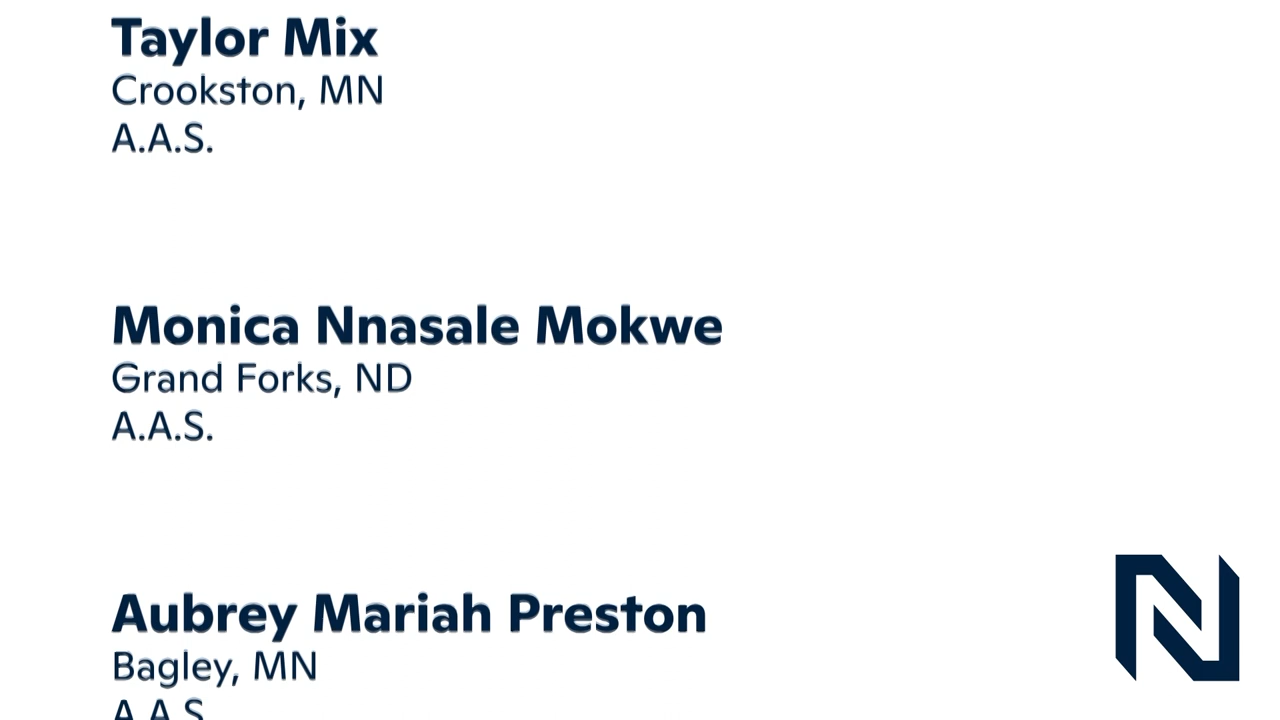 Taylor Mix
Crookston, MN
A.A.S.
Monica Nnasale Mokwe
Grand Forks, ND
A.A.S.
Aubrey Mariah Preston
Bagley, MN
A.A.S.
N